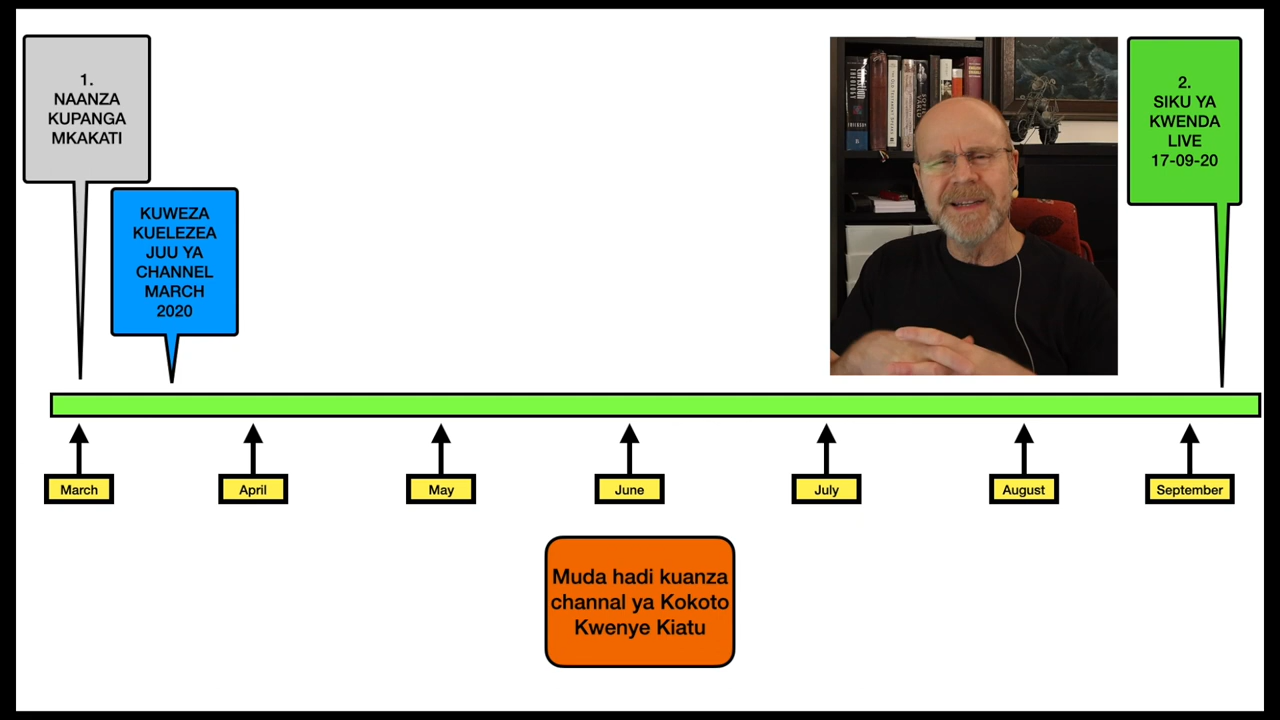 1.
NAANZA
KUPANGA
MKAKATI
KUWEZA
KUELEZEA
JUU YA
CHANNEL
MARCH
2020
2.
SIKU YA
KWENDA
LIVE
17-09-20
March
April
May
June
July
August
September
Muda hadi kuanza
channal ya Kokoto
Kwenye Kiatu